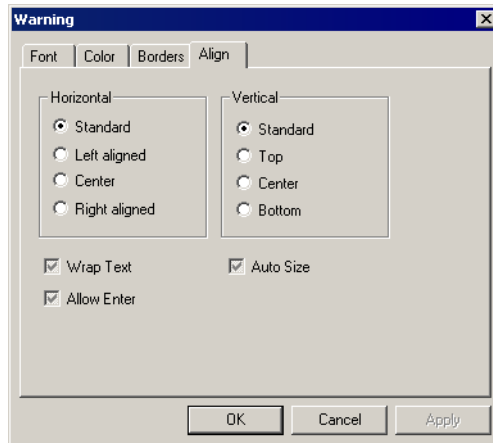 Warning
Font Color Borders Align
Horizontal Vertical
Standard Standard
Left aligned Top
Center Center
Right aligned Bottom
Wrap Text Auto Size
Allow Enter
OK Cancel Apply